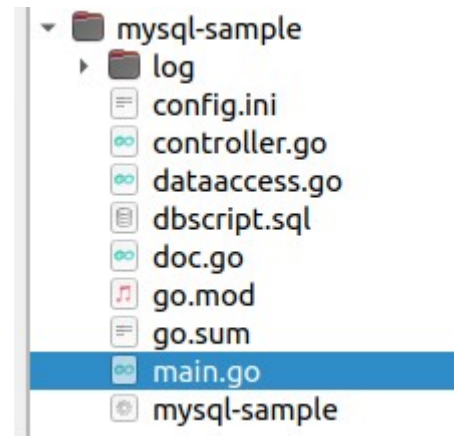 mysql-sample
log
config.ini
controller.go
dataaccess.go
dbscript.sql
doc.go
go.mod
go.sum
main.go
mysql-sample